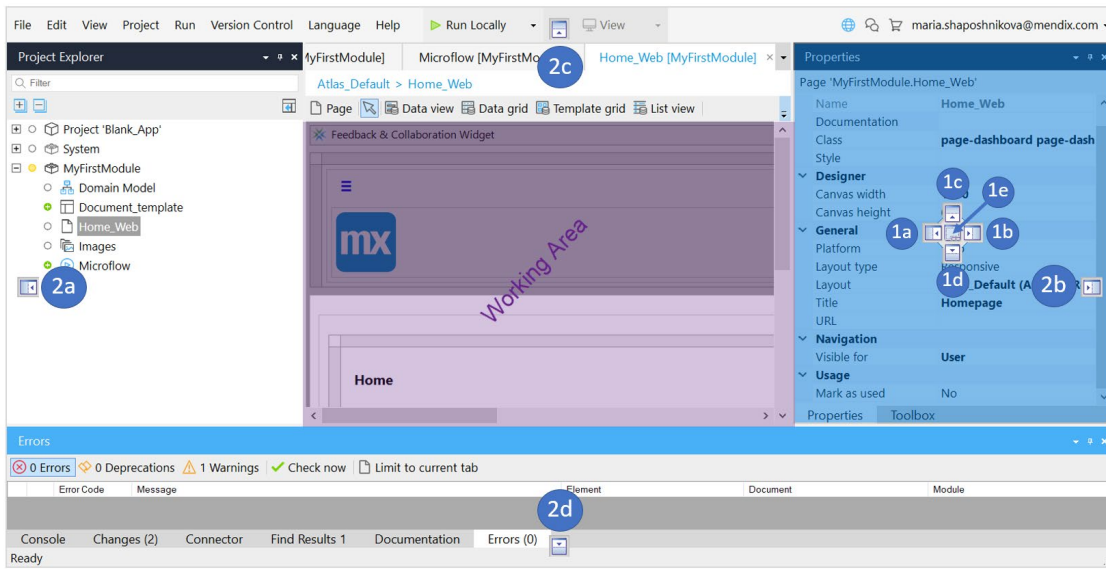 File Edit View Project Run Version Control Language Help Run Locally View maria.shaposhnikova@mendix.com
2c
Project Explorer
MyFirstModule] Microflow [MyFirstMo Home_Web [MyFirstModule]
Properties
Filter
Atlas_Default > Home_Web
Page 'MyFirstModule.Home_Web'
Page Data view Data grid Template grid List view
Name Home_Web
Documentation
Class page-dashboard page-dash
Style
Designer
Canvas width
Canvas height
General
Platform
Layout type Responsive
Layout _Default (A
Title Homepage
URL
Navigation
Visible for User
Usage
Mark as used No
Properties Toolbox
1c
1e
1a
1b
1d
2b
Project 'Blank_App'
System
MyFirstModule
Domain Model
Document_template
Home_Web
Images
Microflow
2a
Feedback & Collaboration Widget
mx
Working Area
Home
Errors
0 Errors 0 Deprecations 1 Warnings Check now Limit to current tab
Error Code Message Element Document Module
2d
Console Changes (2) Connector Find Results 1 Documentation Errors (0)
Ready